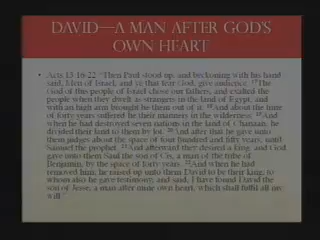 DAVID—A MAN AFTER GOD'S
OWN HEART
• Acts 13:16-22 "Then Paul stood up, and beckoning with his hand
said, Men of Israel, and ye that fear God, give audience. 17The
God of this people of Israel chose our fathers, and exalted the
people when they dwelt as strangers in the land of Egypt, and
with an high arm brought he them out of it. 18And about the time
of forty years suffered he their manners in the wilderness. 19And
when he had destroyed seven nations in the land of Chanaan, he
divided their land to them by lot. 20And after that he gave unto
them judges about the space of four hundred and fifty years, until
Samuel the prophet. 21And afterward they desired a king: and God
gave unto them Saul the son of Cis, a man of the tribe of
Benjamin, by the space of forty years. 22And when he had
removed him, he raised up unto them David to be their king; to
whom also he gave testimony, and said, I have found David the
son of Jesse, a man after mine own heart, which shall fulfil all my
will."